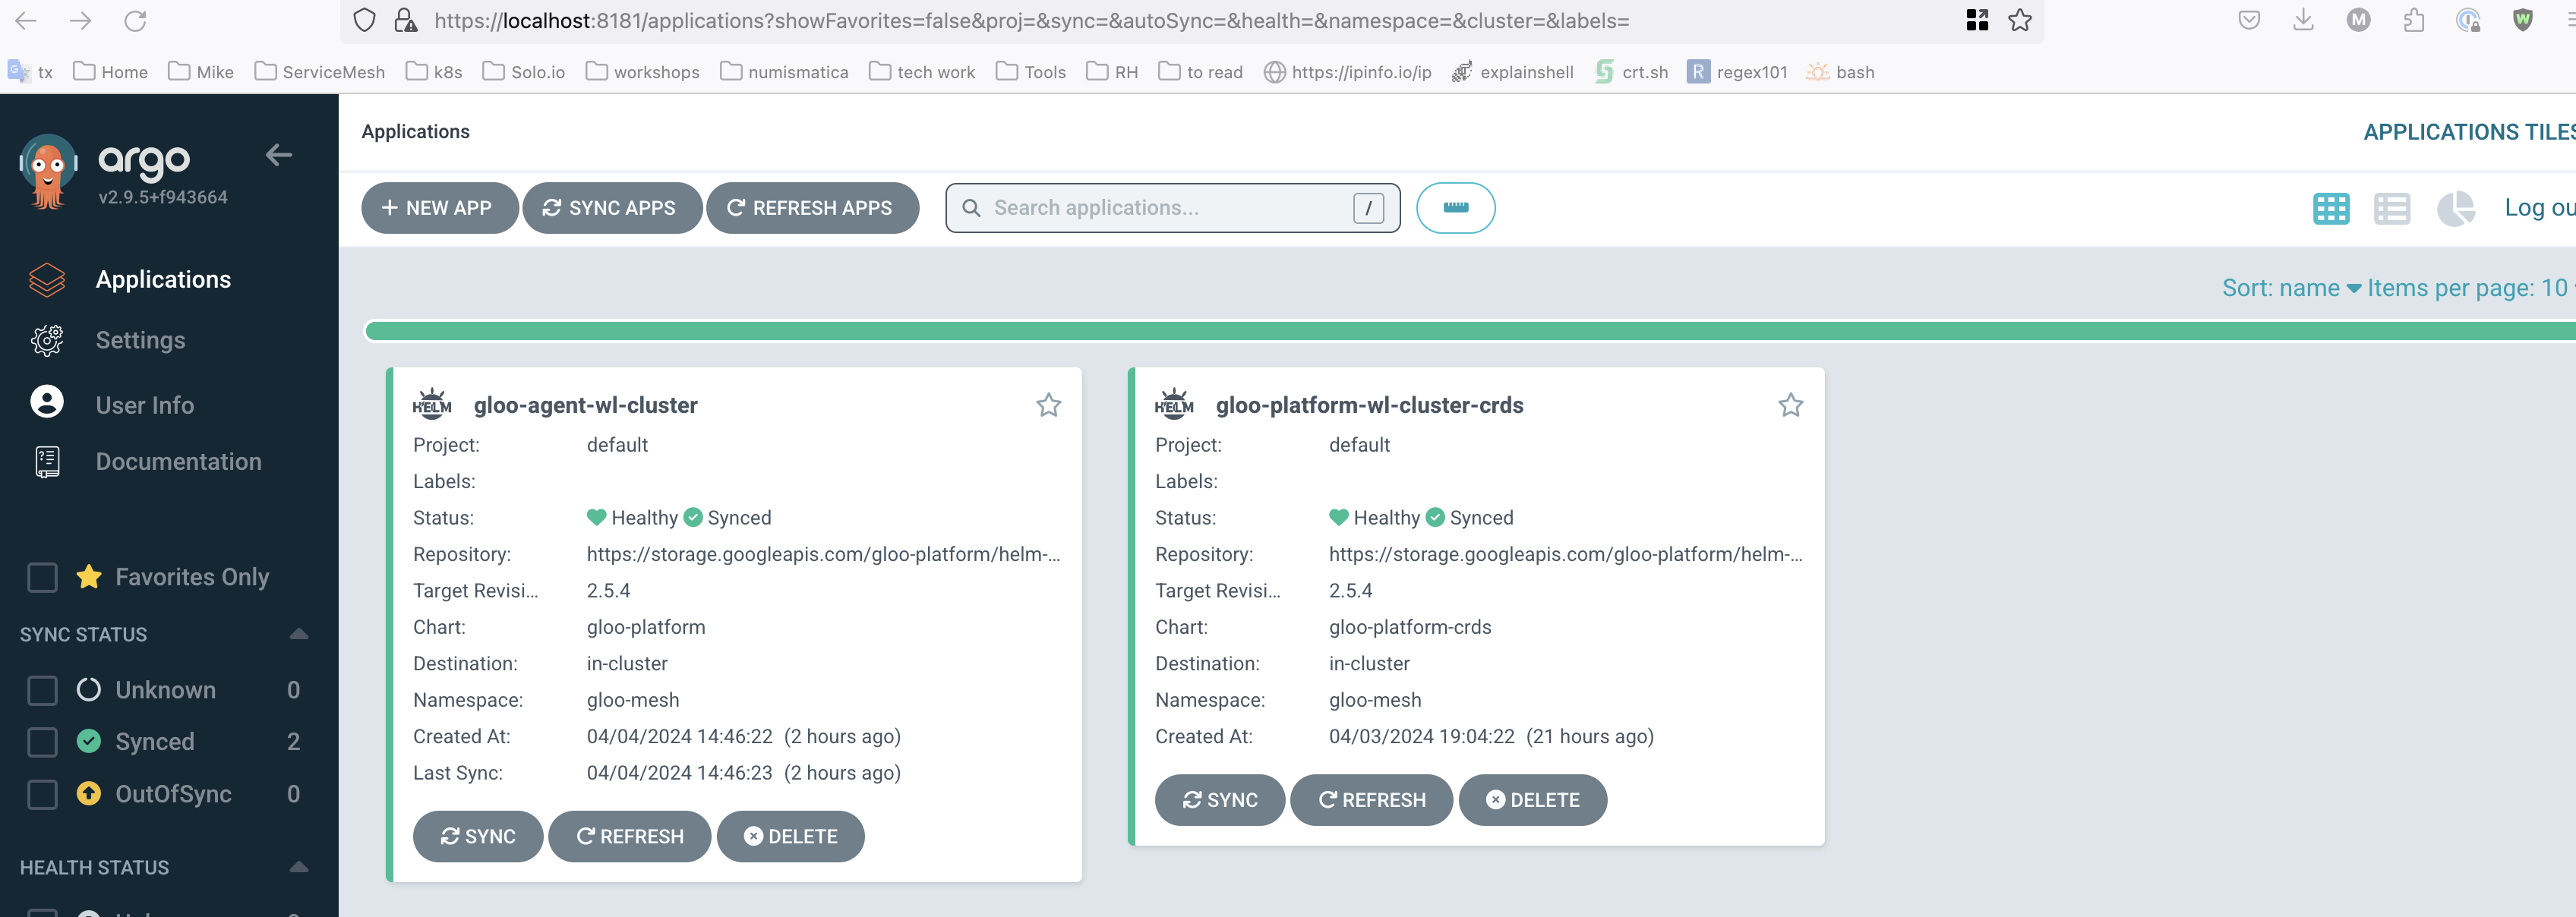 https://localhost:8181/applications?showFavorites=false&proj=&sync=&autoSync=&health=&namespace=&cluster=&labels=
tx Home Mike ServiceMesh k8s Solo.io workshops numismatica tech work Tools RH to read https://ipinfo.io/ip explainshell crt.sh regex101 bash
argo
v2.9.5+f943664
Applications
Settings
User Info
Documentation
Favorites Only
SYNC STATUS
Unknown 0
Synced 2
OutOfSync 0
HEALTH STATUS
Applications
APPLICATIONS TILES
+ NEW APP SYNC APPS REFRESH APPS Search applications... / Log ou
Sort: name Items per page: 10
HELM gloo-agent-wl-cluster
Project: default
Labels:
Status: Healthy Synced
Repository: https://storage.googleapis.com/gloo-platform/helm-...
Target Revisi... 2.5.4
Chart: gloo-platform
Destination: in-cluster
Namespace: gloo-mesh
Created At: 04/04/2024 14:46:22 (2 hours ago)
Last Sync: 04/04/2024 14:46:23 (2 hours ago)
SYNC REFRESH DELETE
HELM gloo-platform-wl-cluster-crds
Project: default
Labels:
Status: Healthy Synced
Repository: https://storage.googleapis.com/gloo-platform/helm-...
Target Revisi... 2.5.4
Chart: gloo-platform-crds
Destination: in-cluster
Namespace: gloo-mesh
Created At: 04/03/2024 19:04:22 (21 hours ago)
SYNC REFRESH DELETE